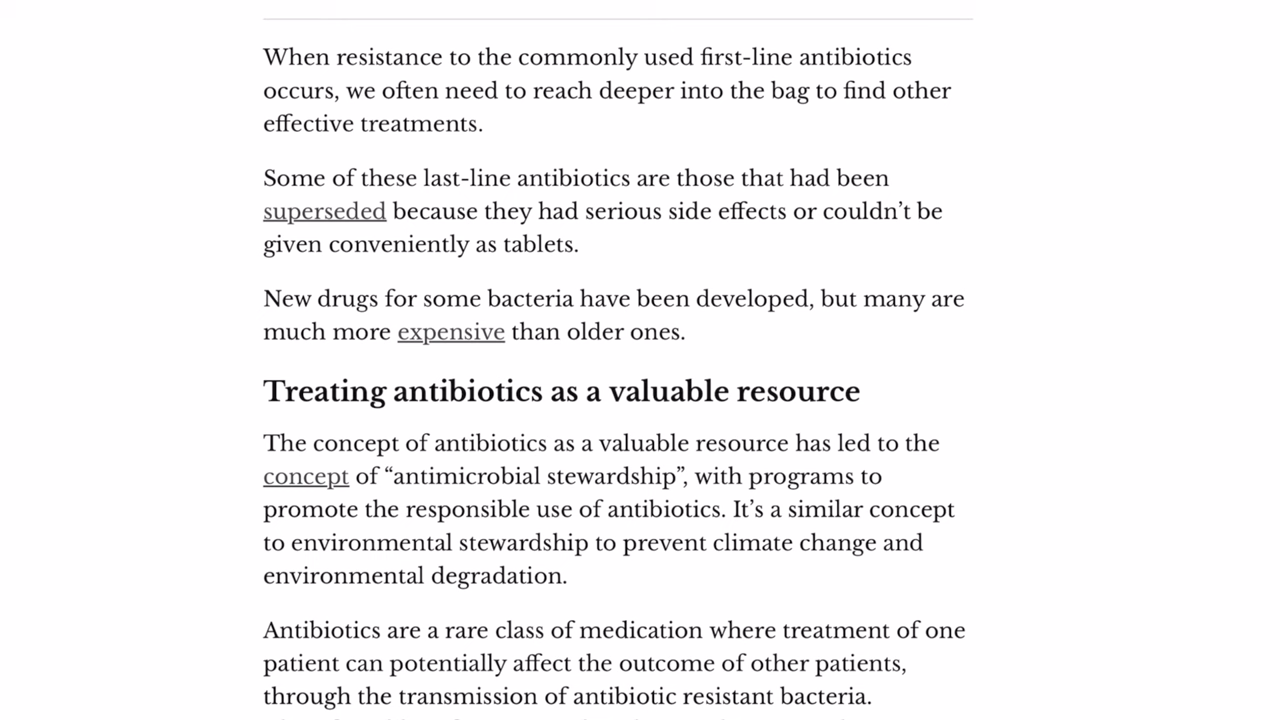 When resistance to the commonly used first-line antibiotics
occurs, we often need to reach deeper into the bag to find other
effective treatments.
Some of these last-line antibiotics are those that had been
superseded because they had serious side effects or couldn’t be
given conveniently as tablets.
New drugs for some bacteria have been developed, but many are
much more expensive than older ones.
Treating antibiotics as a valuable resource
The concept of antibiotics as a valuable resource has led to the
concept of “antimicrobial stewardship”, with programs to
promote the responsible use of antibiotics. It’s a similar concept
to environmental stewardship to prevent climate change and
environmental degradation.
Antibiotics are a rare class of medication where treatment of one
patient can potentially affect the outcome of other patients,
through the transmission of antibiotic resistant bacteria.